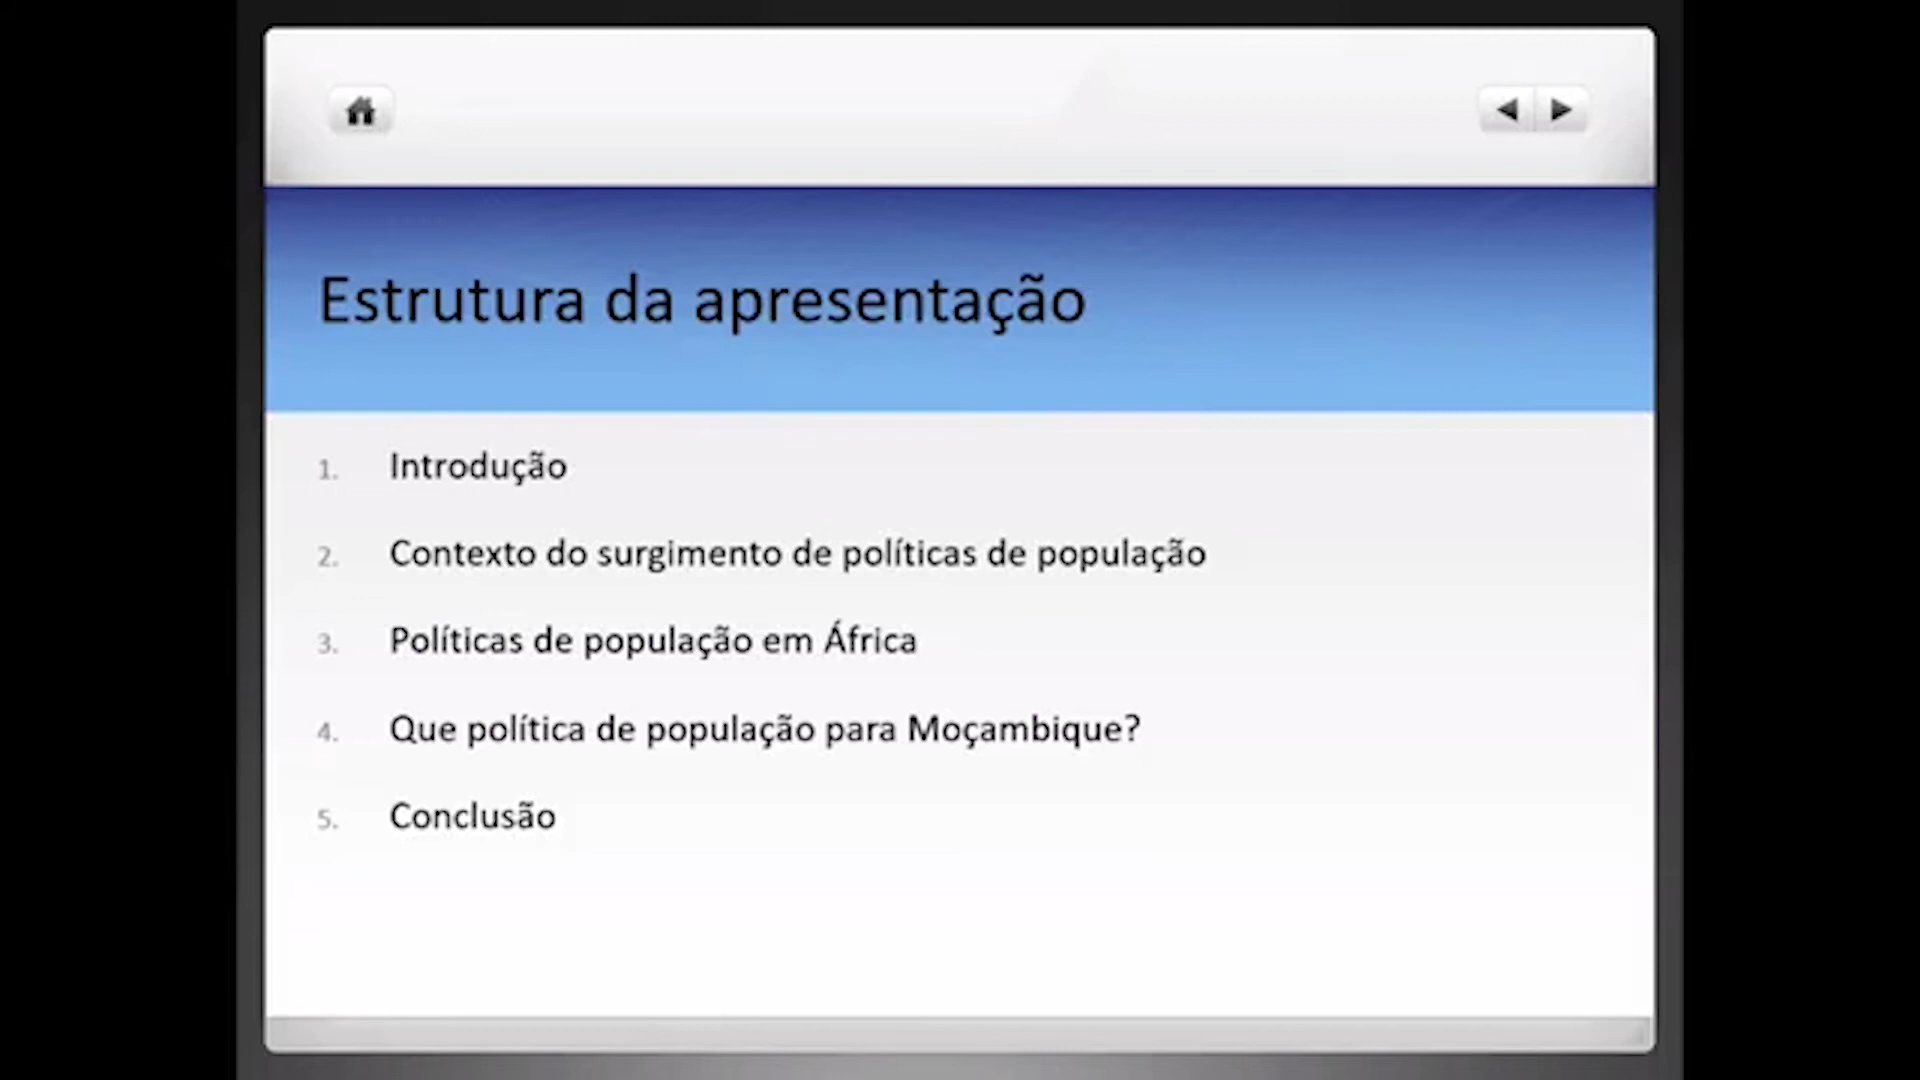 Estrutura da apresentação
1. Introdução
2. Contexto do surgimento de políticas de população
3. Políticas de população em África
4. Que política de população para Moçambique?
5. Conclusão